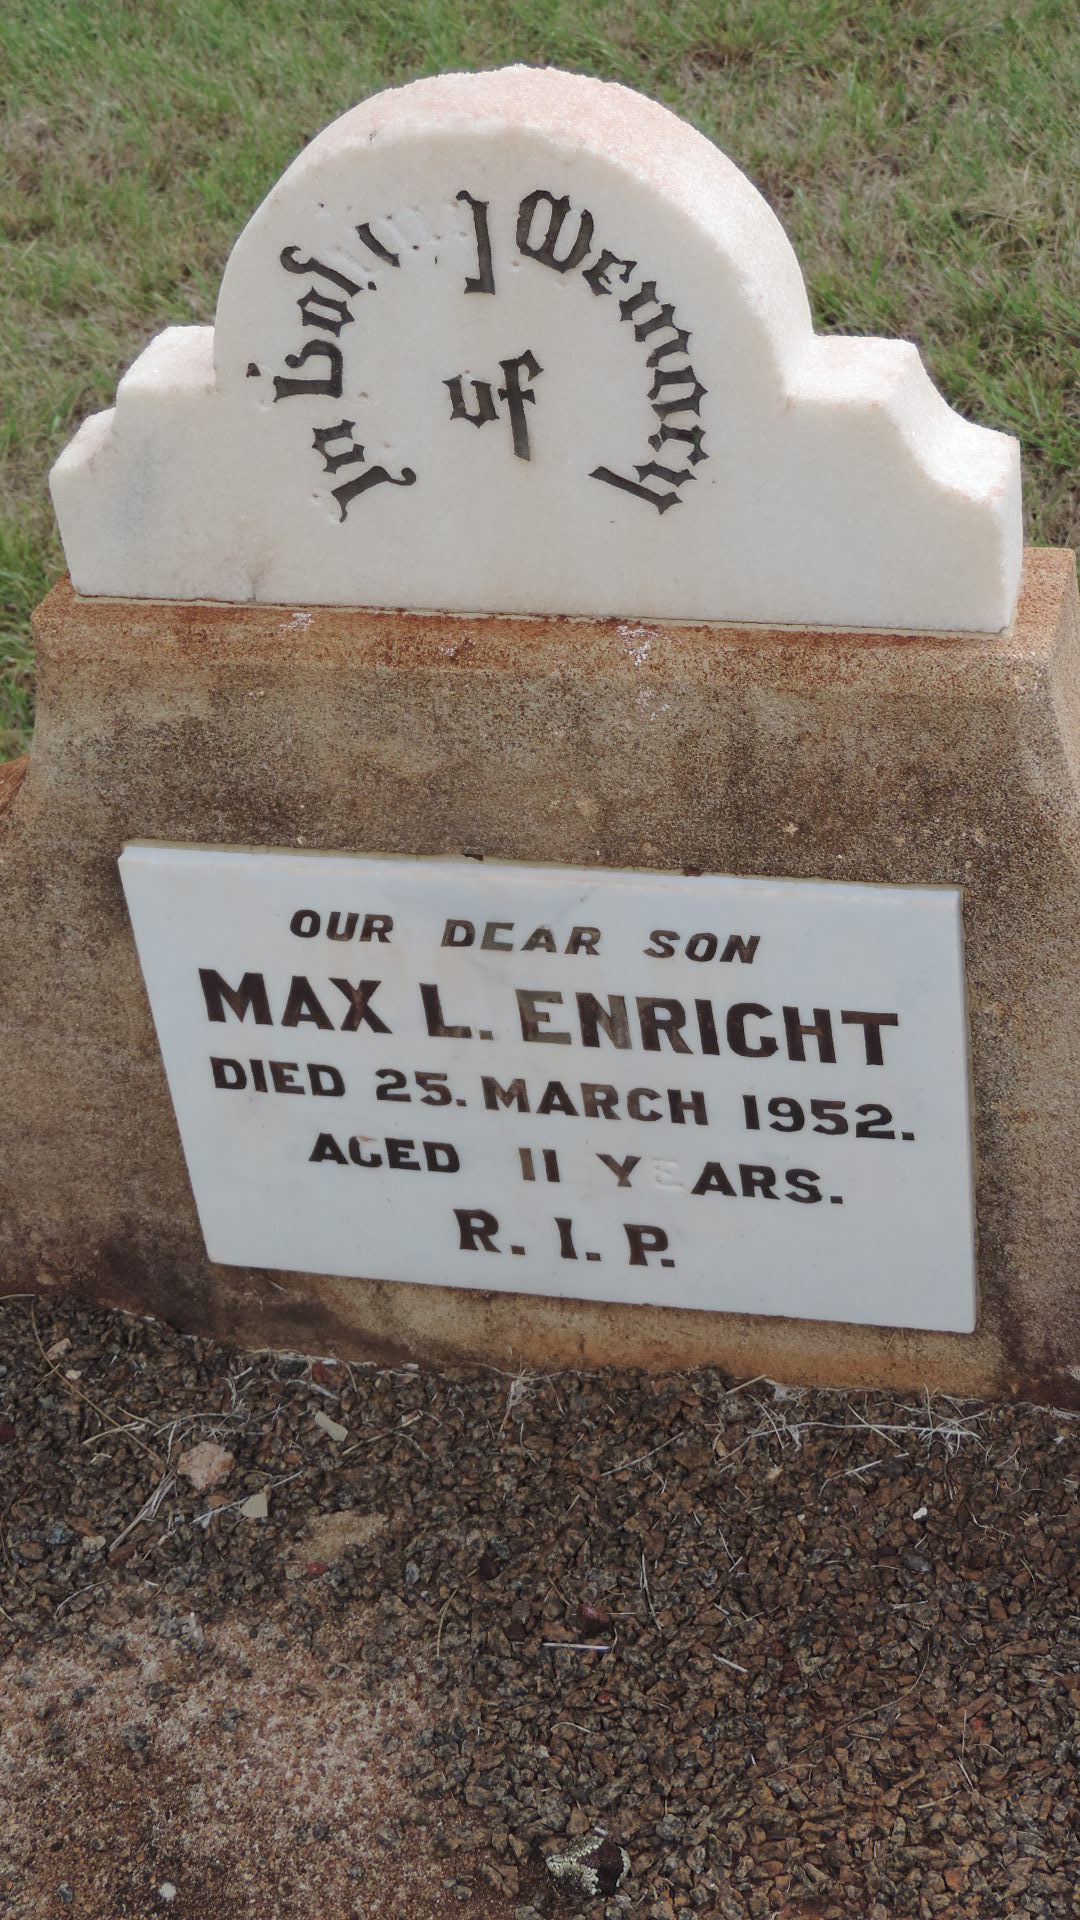 In Loving Memory
of
OUR DEAR SON
MAX L. ENRIGHT
DIED 25. MARCH 1952.
AGED 11 YEARS.
R. I. P.